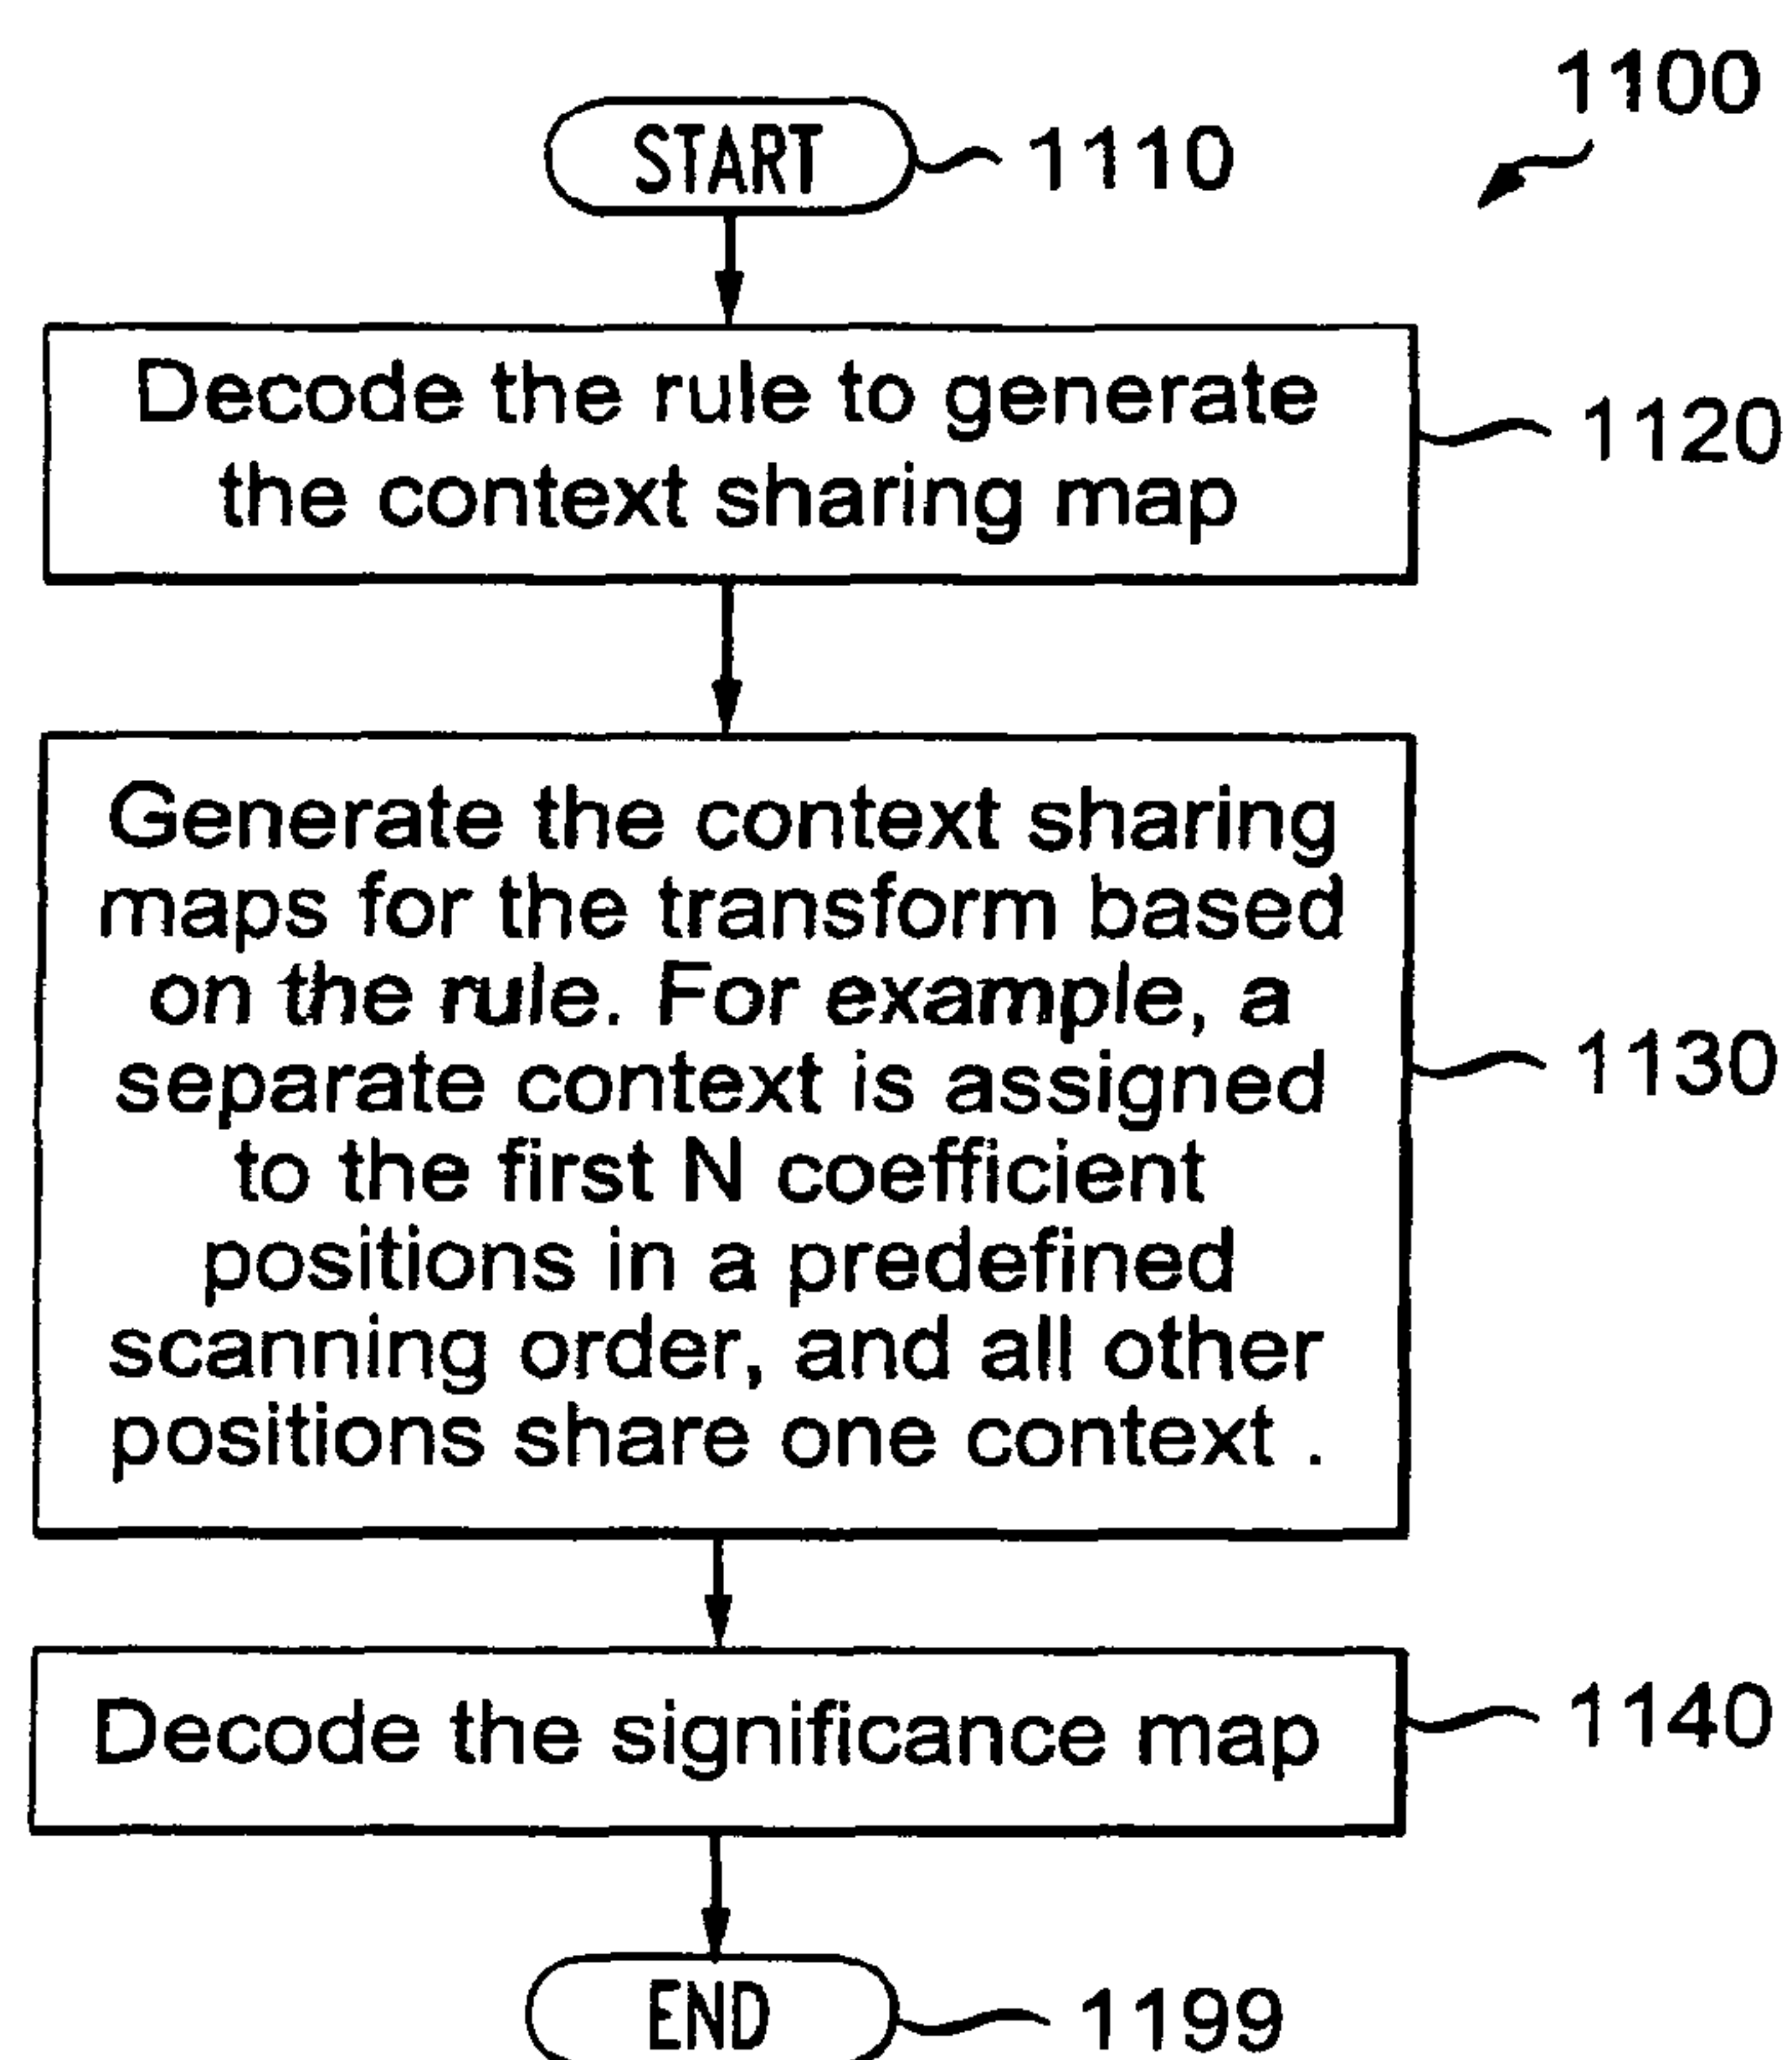 1100
START 1110
Decode the rule to generate
the context sharing map
1120
Generate the context sharing
maps for the transform based
on the rule. For example, a
separate context is assigned
to the first N coefficient
positions in a predefined
scanning order, and all other
positions share one context .
1130
Decode the significance map
1140
END 1199